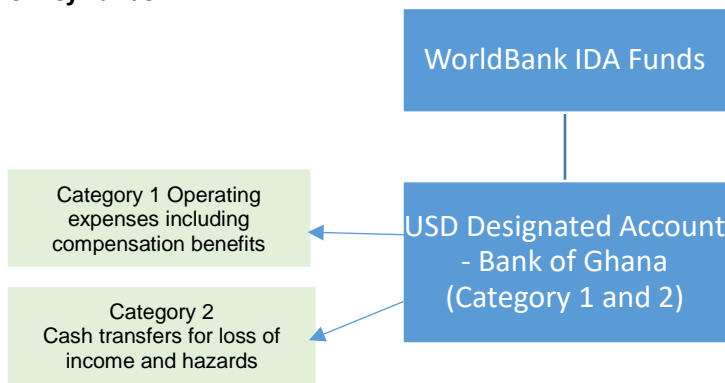 WorldBank IDA Funds
Category 1 Operating
expenses including
compensation benefits
USD Designated Account
- Bank of Ghana
(Category 1 and 2)
Category 2
Cash transfers for loss of
income and hazards